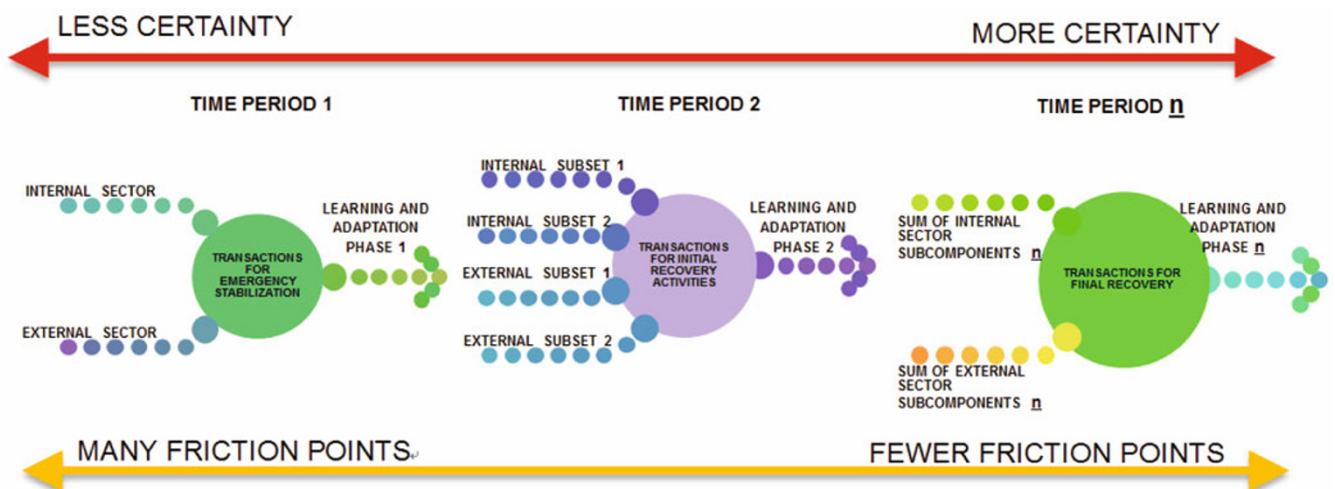 LESS CERTAINTY
MORE CERTAINTY
TIME PERIOD 1
TIME PERIOD 2
TIME PERIOD n
INTERNAL SECTOR
EXTERNAL SECTOR
TRANSACTIONS
FOR
EMERGENCY
STABILIZATION
LEARNING AND
ADAPTATION
PHASE 1
INTERNAL SUBSET 1
INTERNAL SUBSET 2
EXTERNAL SUBSET 1
EXTERNAL SUBSET 2
TRANSACTIONS
FOR INITIAL
RECOVERY
ACTIVITIES
LEARNING AND
ADAPTATION
PHASE 2
SUM OF INTERNAL
SECTOR
SUBCOMPONENTS n
SUM OF EXTERNAL
SECTOR
SUBCOMPONENTS n
TRANSACTIONS FOR
FINAL RECOVERY
LEARNING AND
ADAPTATION
PHASE n
MANY FRICTION POINTS
FEWER FRICTION POINTS